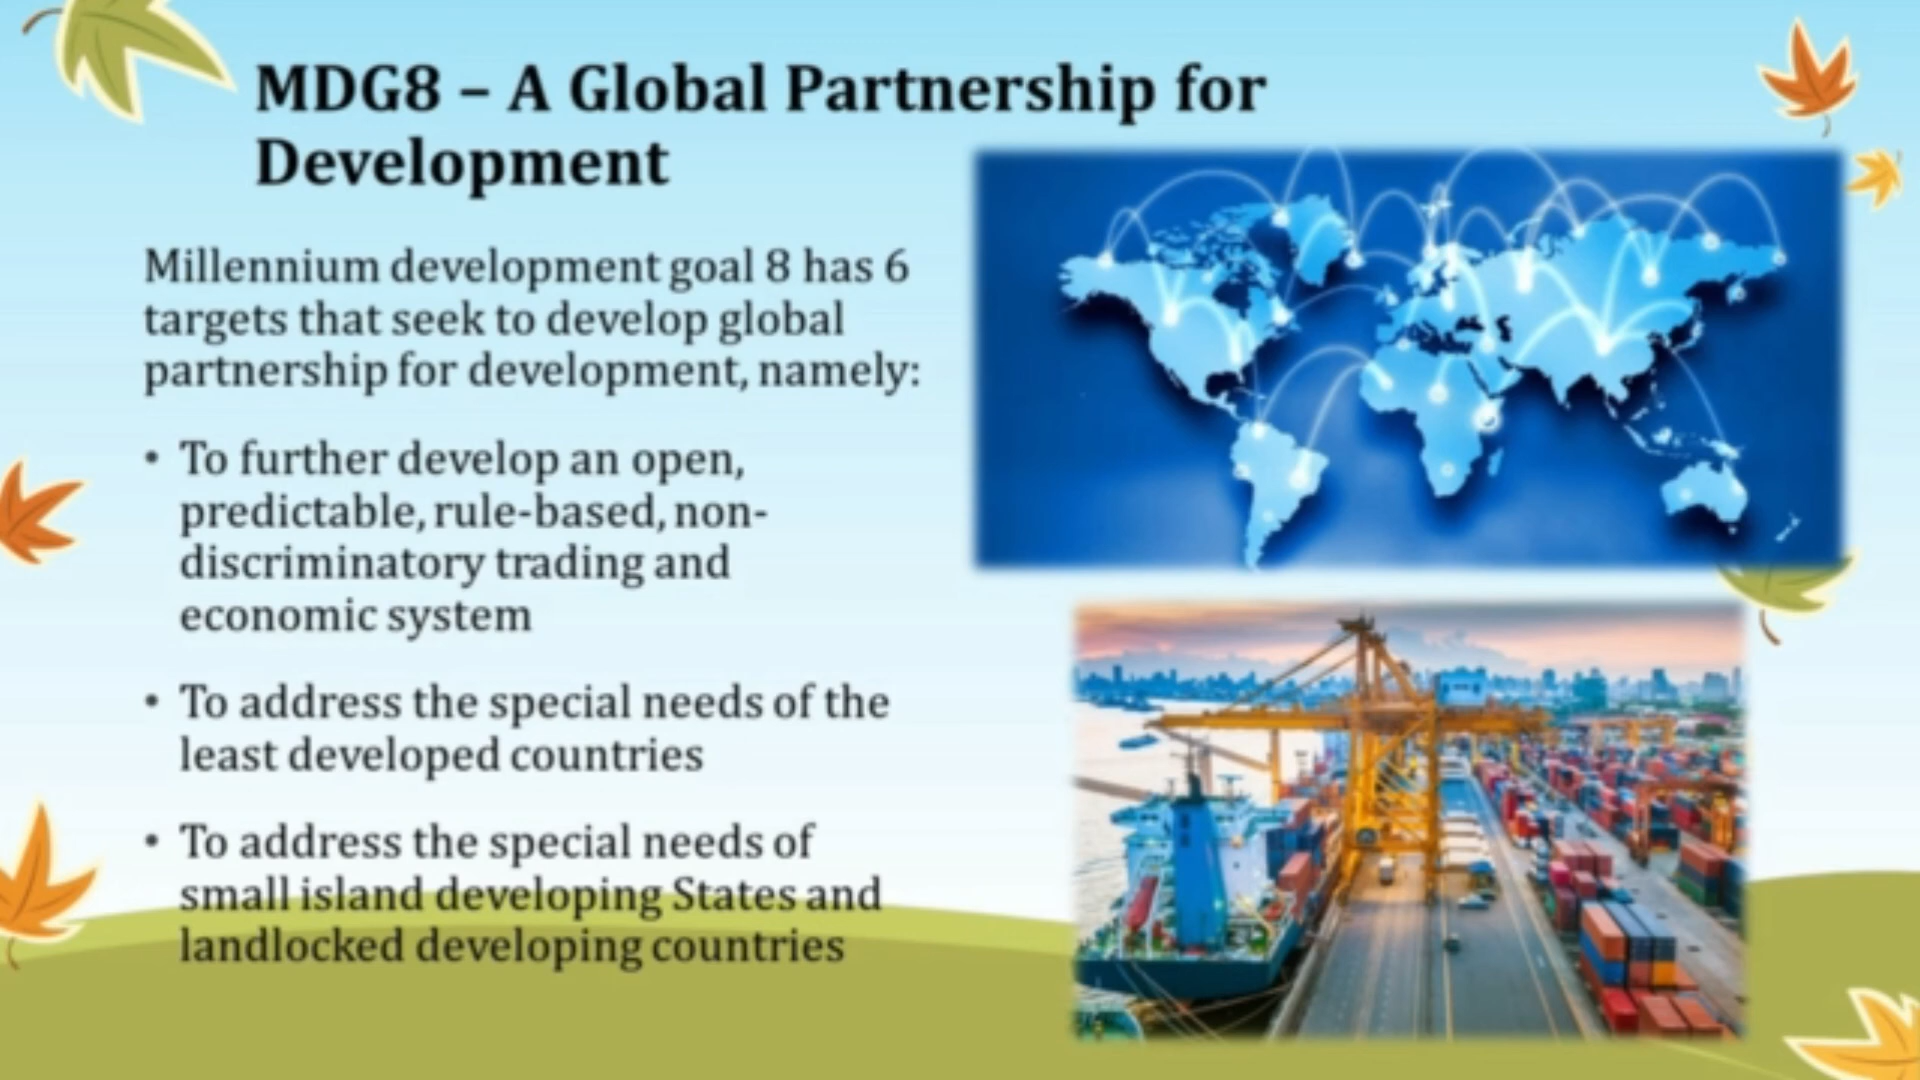 MDG8 – A Global Partnership for
Development
Millennium development goal 8 has 6
targets that seek to develop global
partnership for development, namely:
• To further develop an open,
predictable, rule-based, non-
discriminatory trading and
economic system
• To address the special needs of the
least developed countries
• To address the special needs of
small island developing States and
landlocked developing countries